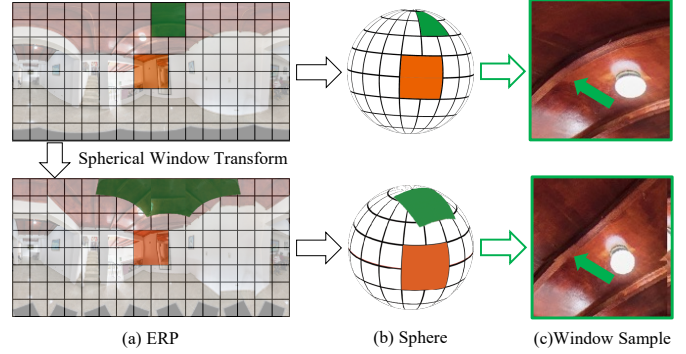 Spherical Window Transform
(a) ERP
(b) Sphere
(c)Window Sample